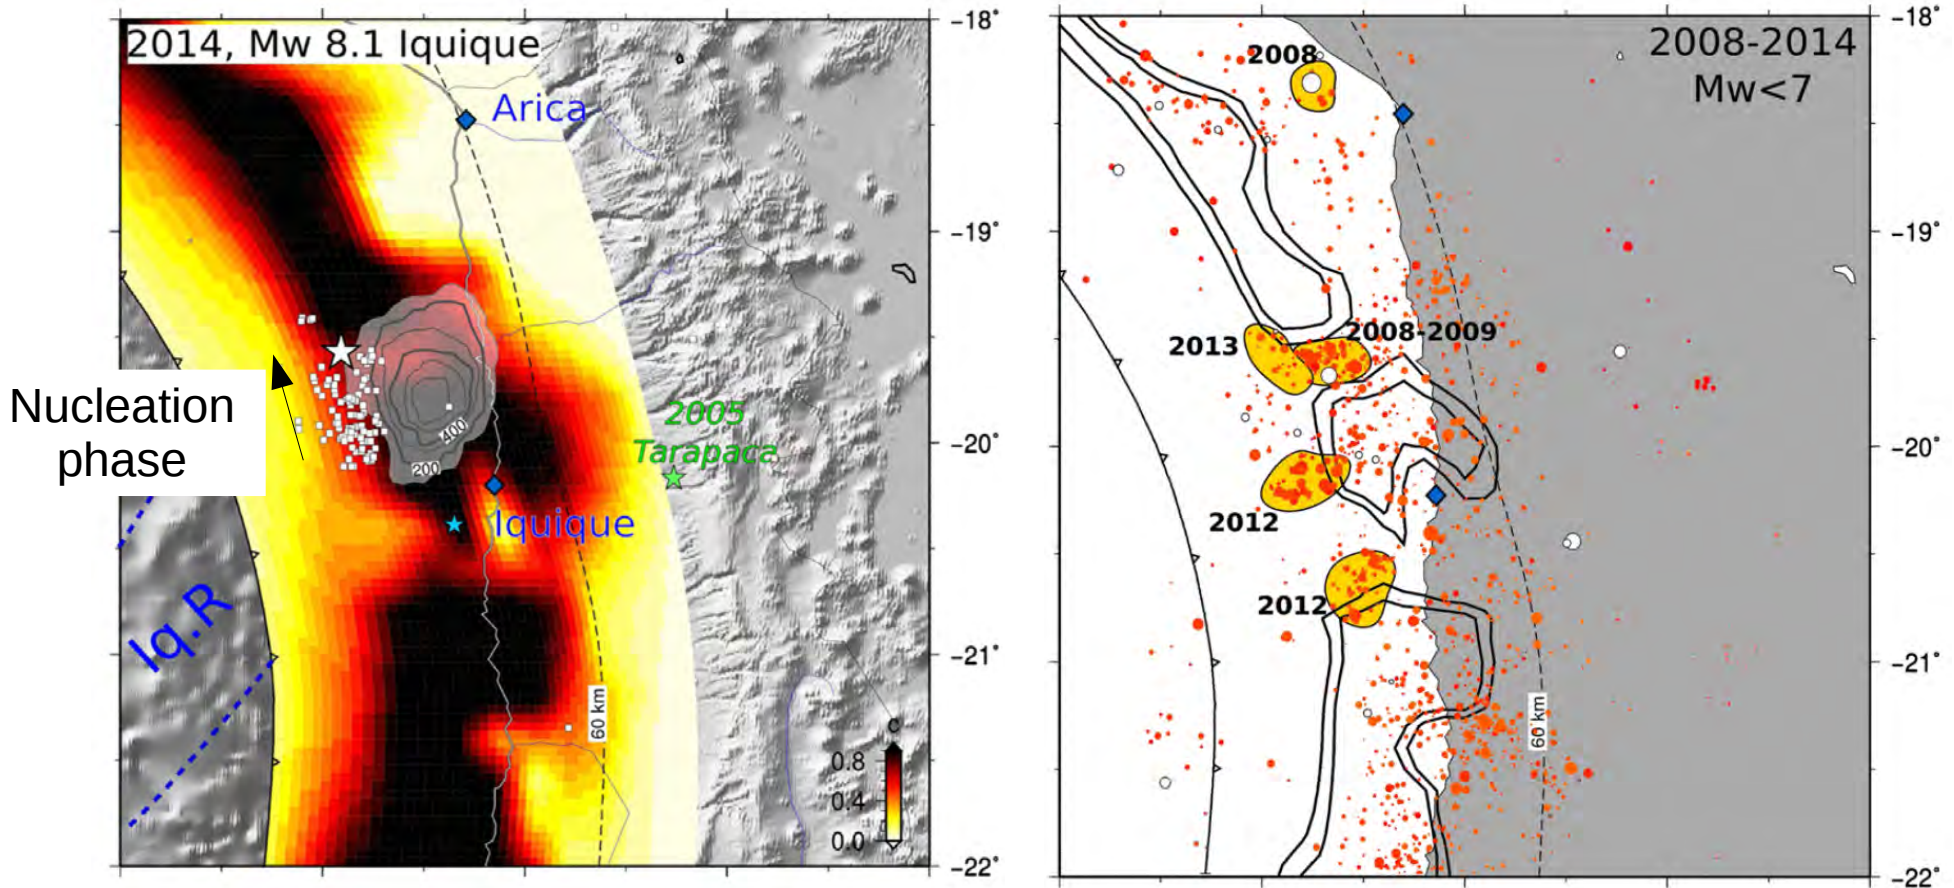 2014, Mw 8.1 Iquique
Arica
Nucleation
phase
400
200
2005
Tarapaca
Iquique
Iq.R
60 km
C
0.8
0.4
0.0
-18°
-19°
-20°
-21°
-22°
2008-2014
Mw<7
2008
2013
2008-2009
2012
2012
60 km
-18°
-19°
-20°
-21°
-22°